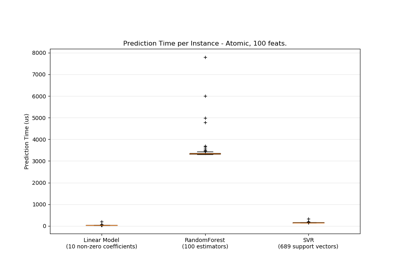 Prediction Time per Instance - Atomic, 100 feats.
Prediction Time (us)
8000
7000
6000
5000
4000
3000
2000
1000
0
Linear Model
(10 non-zero coefficients)
RandomForest
(100 estimators)
SVR
(689 support vectors)